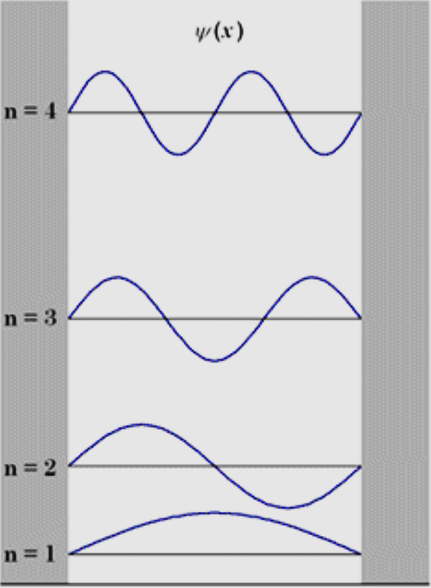 ψ(x)
n = 4
n = 3
n = 2
n = 1